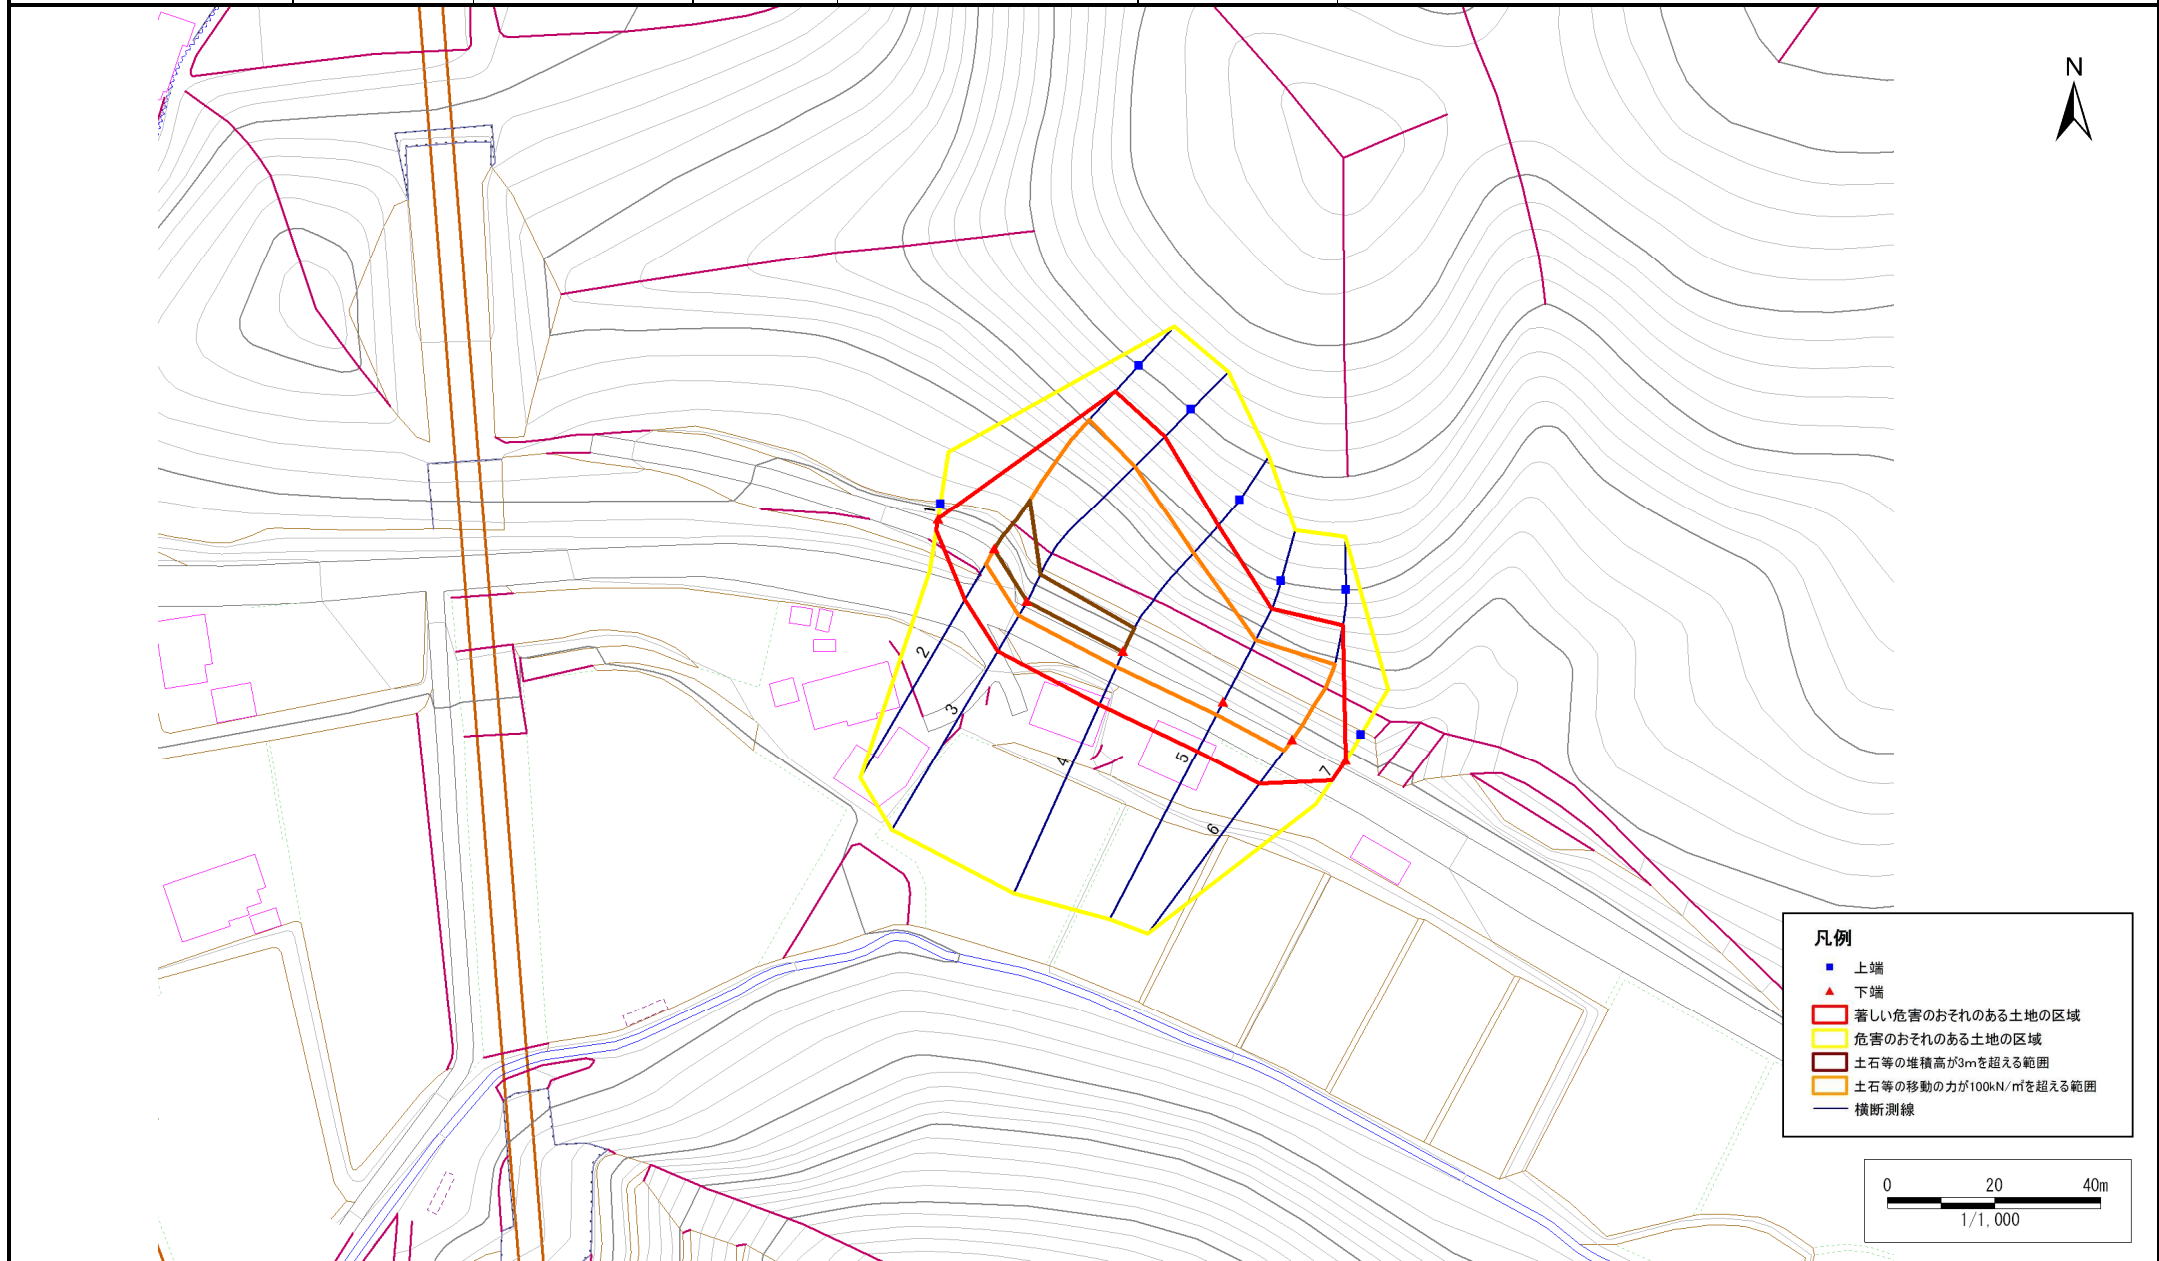 N
1
2
3
4
5
6
7
凡例
上端
下端
著しい危害のおそれのある土地の区域
危害のおそれのある土地の区域
土石等の堆積高が3mを超える範囲
土石等の移動の力が100kN/㎡を超える範囲
横断測線
0 20 40m
1/1,000